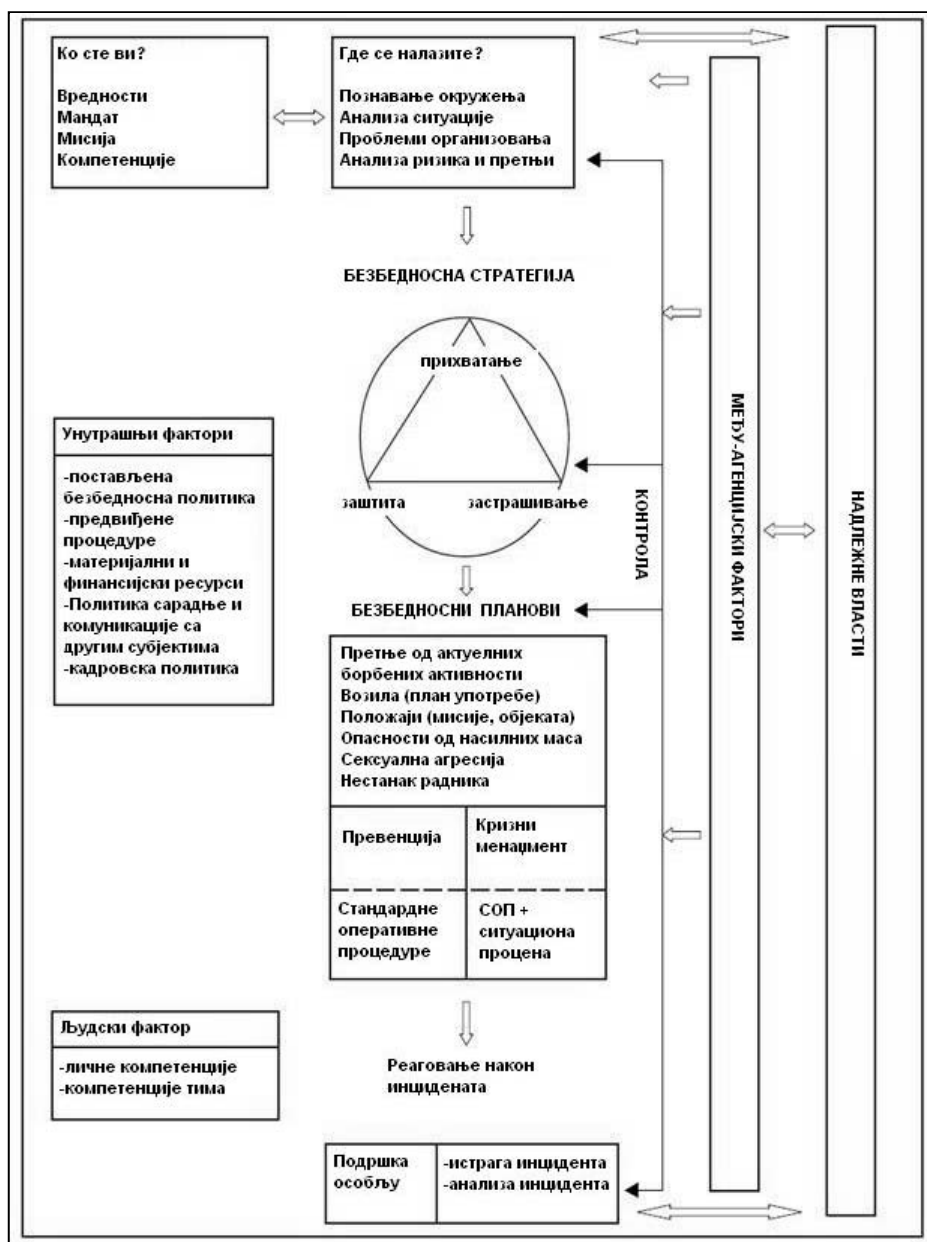 Ко сте ви?
Вредности
Мандат
Мисија
Компетенције
Где се налазите?
Познавање окружења
Анализа ситуације
Проблеми организовања
Анализа ризика и претњи
БЕЗБЕДНОСНА СТРАТЕГИЈА
прихватање
заштита
застрашивање
Унутрашњи фактори
-постављена
безбедносна политика
-предвиђене
процедуре
-материјални и
финансијски ресурси
-Политика сарадње и
комуникације са
другим субјектима
-кадровска политика
БЕЗБЕДНОСНИ ПЛАНОВИ
Претње од актуелних
борбених активности
Возила (план употребе)
Положаји (мисије, објеката)
Опасности од насилних маса
Сексуална агресија
Нестанак радника
Превенција
Кризни
менаџмент
Стандардне
оперативне
процедуре
СОП +
ситуациона
процена
Људски фактор
-личне компетенције
-компетенције тима
Реаговање након
инцидената
Подршка
особљу
-истрага инцидента
-анализа инцидента
КОНТРОЛА
МЕЂУ-АГЕНЦИЈСКИ ФАКТОРИ
НАДЛЕЖНЕ ВЛАСТИ